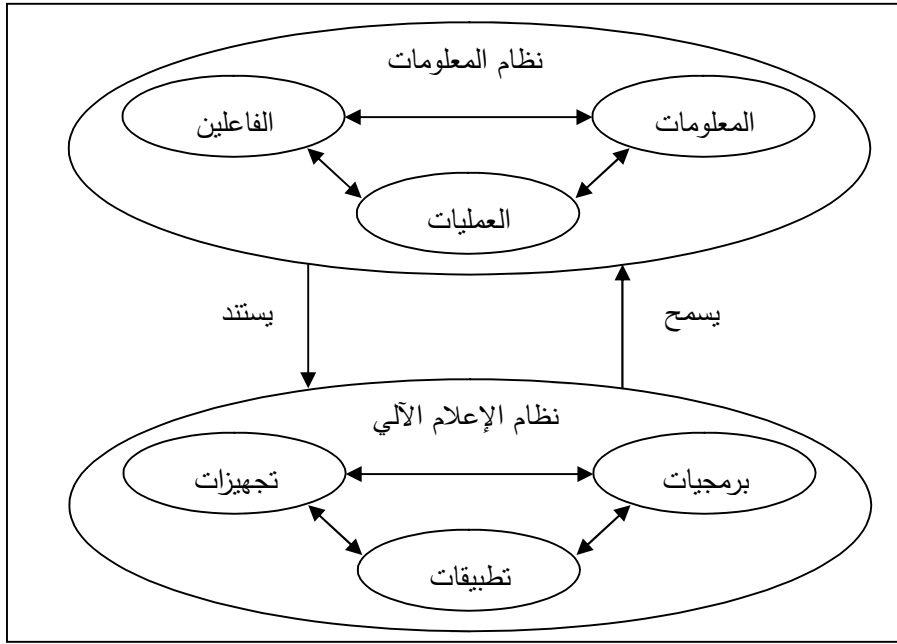 نظام المعلومات
المعلومات
الفاعلين
العمليات
يسمح
يستند
نظام الإعلام الآلي
برمجيات
تجهيزات
تطبيقات